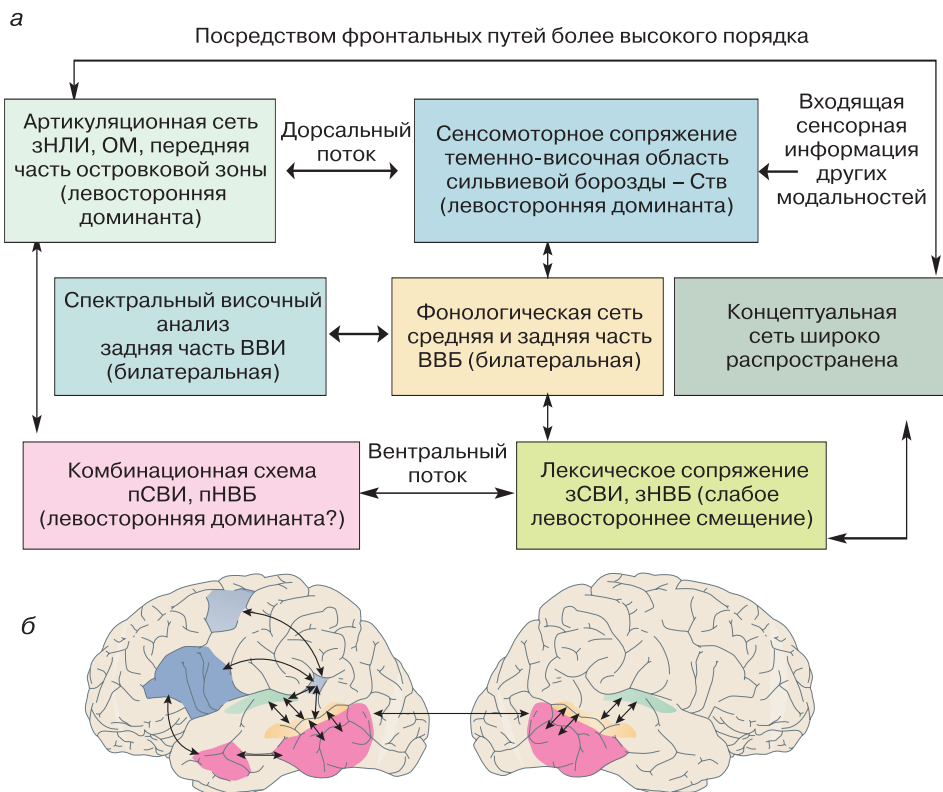 а
Посредством фронтальных путей более высокого порядка
Артикуляционная сеть
зНЛИ, ОМ, передняя
часть островковой зоны
(левосторонняя
доминанта)
Дорсальный
поток
Сенсомоторное сопряжение
теменно-височная область
сильвиевой борозды – Ств
(левосторонняя доминанта)
Входящая
сенсорная
информация
других
модальностей
Спектральный височный
анализ
задняя часть ВВИ
(билатеральная)
Фонологическая сеть
средняя и задняя часть
ВВБ (билатеральная)
Концептуальная
сеть широко
распространена
Комбинационная схема
пСВИ, пНВБ
(левосторонняя доминанта?)
Вентральный
поток
Лексическое сопряжение
зСВИ, зНВБ (слабое
левостороннее смещение)
б